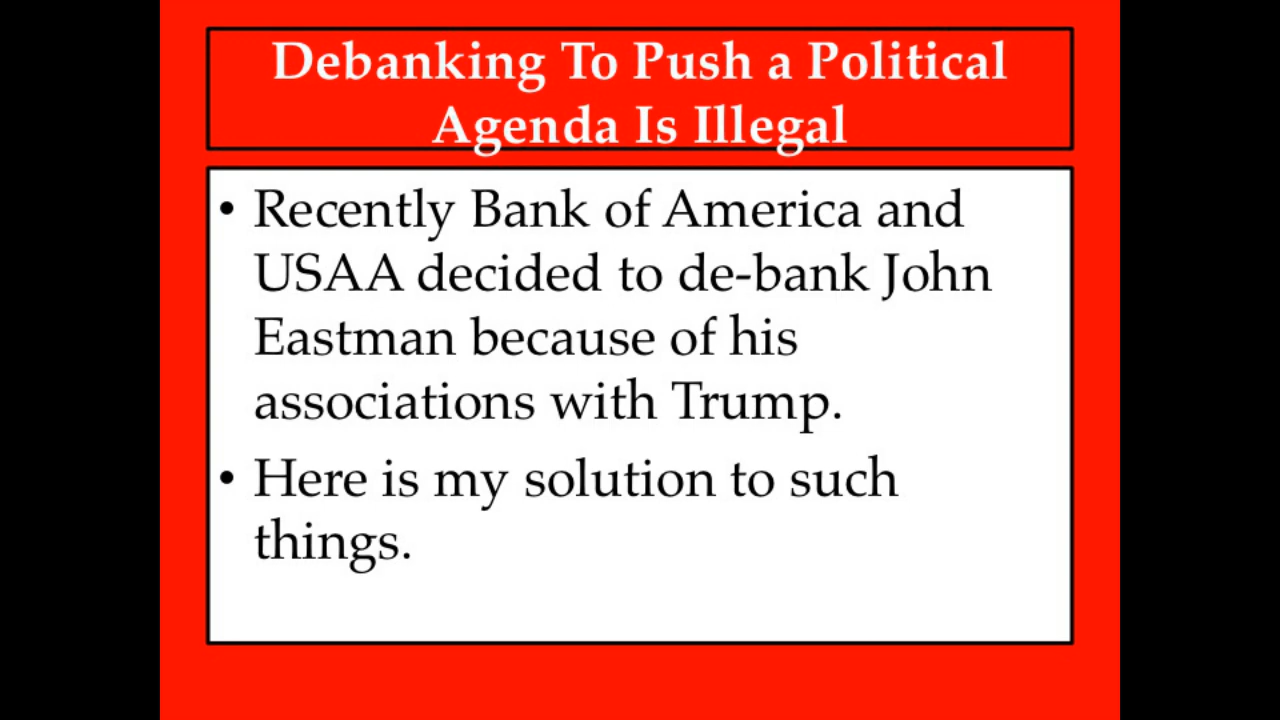 Debanking To Push a Political
Agenda Is Illegal
• Recently Bank of America and
USAA decided to de-bank John
Eastman because of his
associations with Trump.
• Here is my solution to such
things.